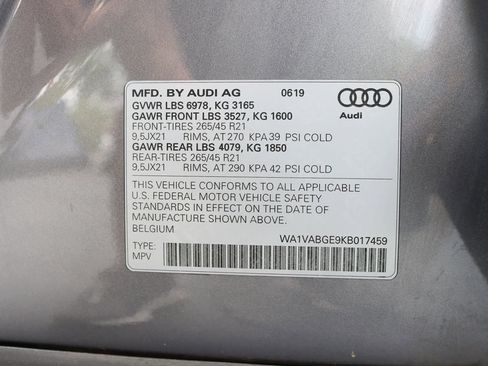 MFD. BY AUDI AG 0619
GVWR LBS 6978, KG 3165
GAWR FRONT LBS 3527, KG 1600
FRONT-TIRES 265/45 R21
9,5JX21 RIMS, AT 270 KPA 39 PSI COLD
GAWR REAR LBS 4079, KG 1850
REAR-TIRES 265/45 R21
9,5JX21 RIMS, AT 290 KPA 42 PSI COLD
Audi
THIS VEHICLE CONFORMS TO ALL APPLICABLE
U.S. FEDERAL MOTOR VEHICLE SAFETY
STANDARDS IN EFFECT ON THE DATE OF
MANUFACTURE SHOWN ABOVE.
BELGIUM WA1VABGE9KB017459
TYPE:
MPV